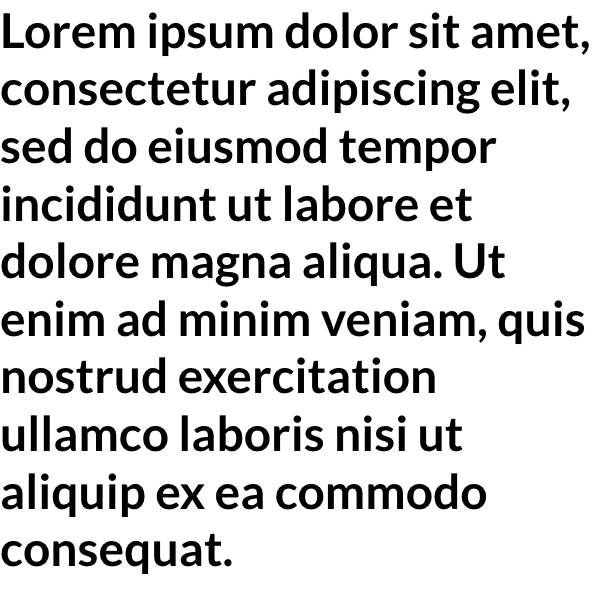 Lorem ipsum dolor sit amet,
consectetur adipiscing elit,
sed do eiusmod tempor
incididunt ut labore et
dolore magna aliqua. Ut
enim ad minim veniam, quis
nostrud exercitation
ullamco laboris nisi ut
aliquip ex ea commodo
consequat.